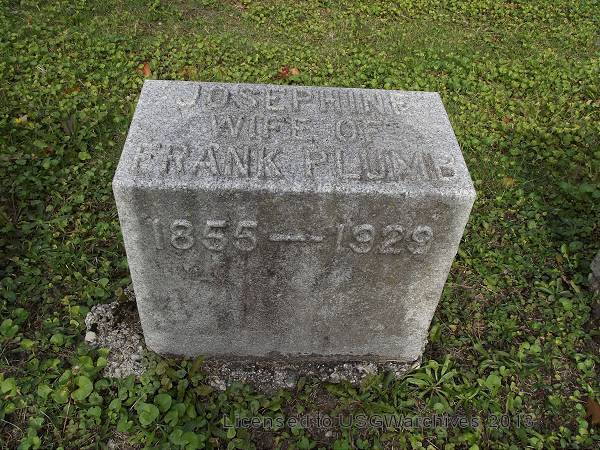 JOSEPHINE
WIFE OF
FRANK PLUMB
1855 — 1929
Licensed to USGWarchives 2013